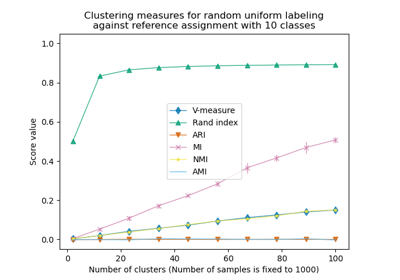 Clustering measures for random uniform labeling
against reference assignment with 10 classes
1.0
0.8
0.6
0.4
0.2
0.0
Score value
V-measure
Rand index
ARI
MI
NMI
AMI
0 20 40 60 80 100
Number of clusters (Number of samples is fixed to 1000)